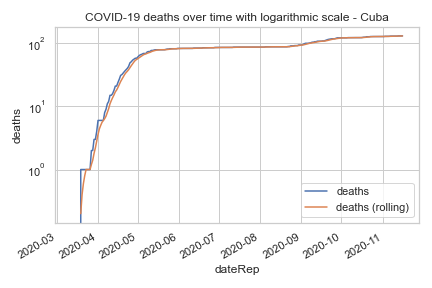 COVID-19 deaths over time with logarithmic scale - Cuba
deaths
10²
10¹
10⁰
deaths
deaths (rolling)
2020-03
2020-04
2020-05
2020-06
2020-07
2020-08
2020-09
2020-10
2020-11
dateRep